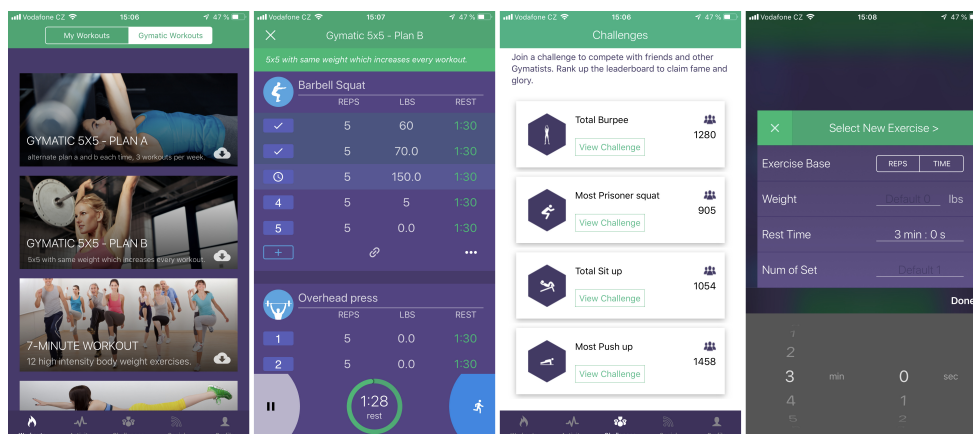 Vodafone CZ 15:06 47 %
My Workouts Gymatic Workouts
GYMATIC 5X5 - PLAN A
alternate plan a and b each time, 3 workouts per week.
GYMATIC 5X5 - PLAN B
5x5 with same weight which increases every workout.
7-MINUTE WORKOUT
12 high intensity body weight exercises.
Vodafone CZ 15:07 47 %
Gymatic 5x5 - Plan B
5x5 with same weight which increases every workout.
Barbell Squat
REPS LBS REST
5 60 1:30
5 70.0 1:30
5 150.0 1:30
4 5 5 1:30
5 5 0.0 1:30
+
Overhead press
REPS LBS REST
1 5 0.0 1:30
2 5 0.0 1:30
1:28
rest
Vodafone CZ 15:06 47 %
Challenges
Join a challenge to compete with friends and other
Gymatists. Rank up the leaderboard to claim fame and
glory.
Total Burpee
1280
View Challenge
Most Prisoner squat
905
View Challenge
Total Sit up
1054
View Challenge
Most Push up
1458
View Challenge
Vodafone CZ 15:08 47 %
Select New Exercise >
Exercise Base REPS TIME
Weight Default 0 lbs
Rest Time 3 min : 0 s
Num of Set Default 1
Done
1
2
3 min 0 sec
4 1
5 2